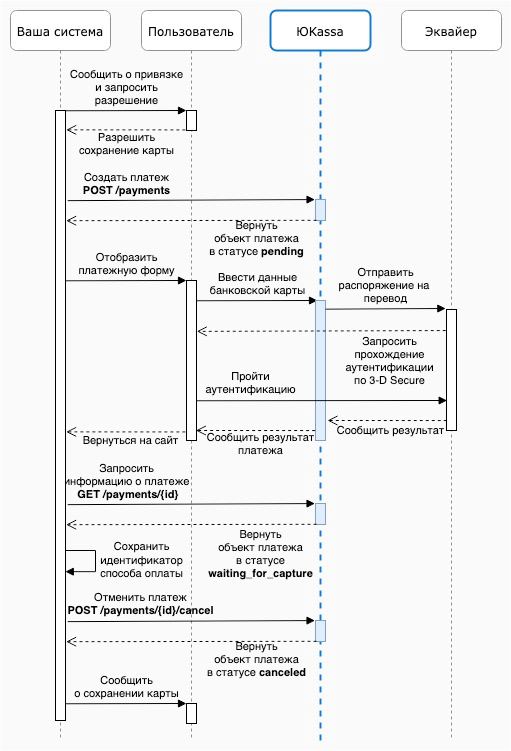 Ваша система
Пользователь
ЮKassa
Эквайер
Сообщить о привязке
и запросить
разрешение
Разрешить
сохранение карты
Создать платеж
POST /payments
Вернуть
объект платежа
в статусе pending
Отобразить
платежную форму
Ввести данные
банковской карты
Отправить
распоряжение на
перевод
Запросить
прохождение
аутентификации
по 3-D Secure
Пройти
аутентификацию
Сообщить результат
Сообщить результат
платежа
Вернуться на сайт
Запросить
информацию о платеже
GET /payments/{id}
Вернуть
объект платежа
в статусе
waiting_for_capture
Сохранить
идентификатор
способа оплаты
Отменить платеж
POST /payments/{id}/cancel
Вернуть
объект платежа
в статусе canceled
Сообщить
о сохранении карты